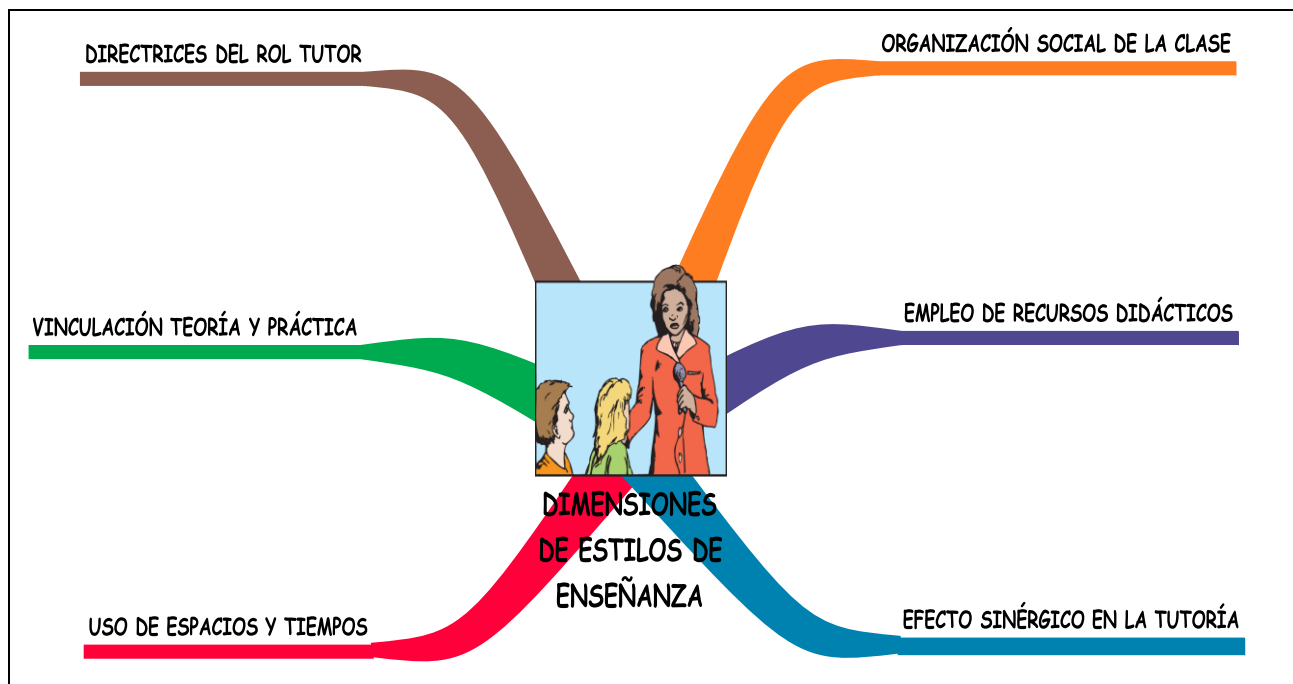 DIRECTRICES DEL ROL TUTOR
ORGANIZACIÓN SOCIAL DE LA CLASE
VINCULACIÓN TEORÍA Y PRÁCTICA
EMPLEO DE RECURSOS DIDÁCTICOS
DIMENSIONES
DE ESTILOS DE
ENSEÑANZA
USO DE ESPACIOS Y TIEMPOS
EFECTO SINÉRGICO EN LA TUTORÍA